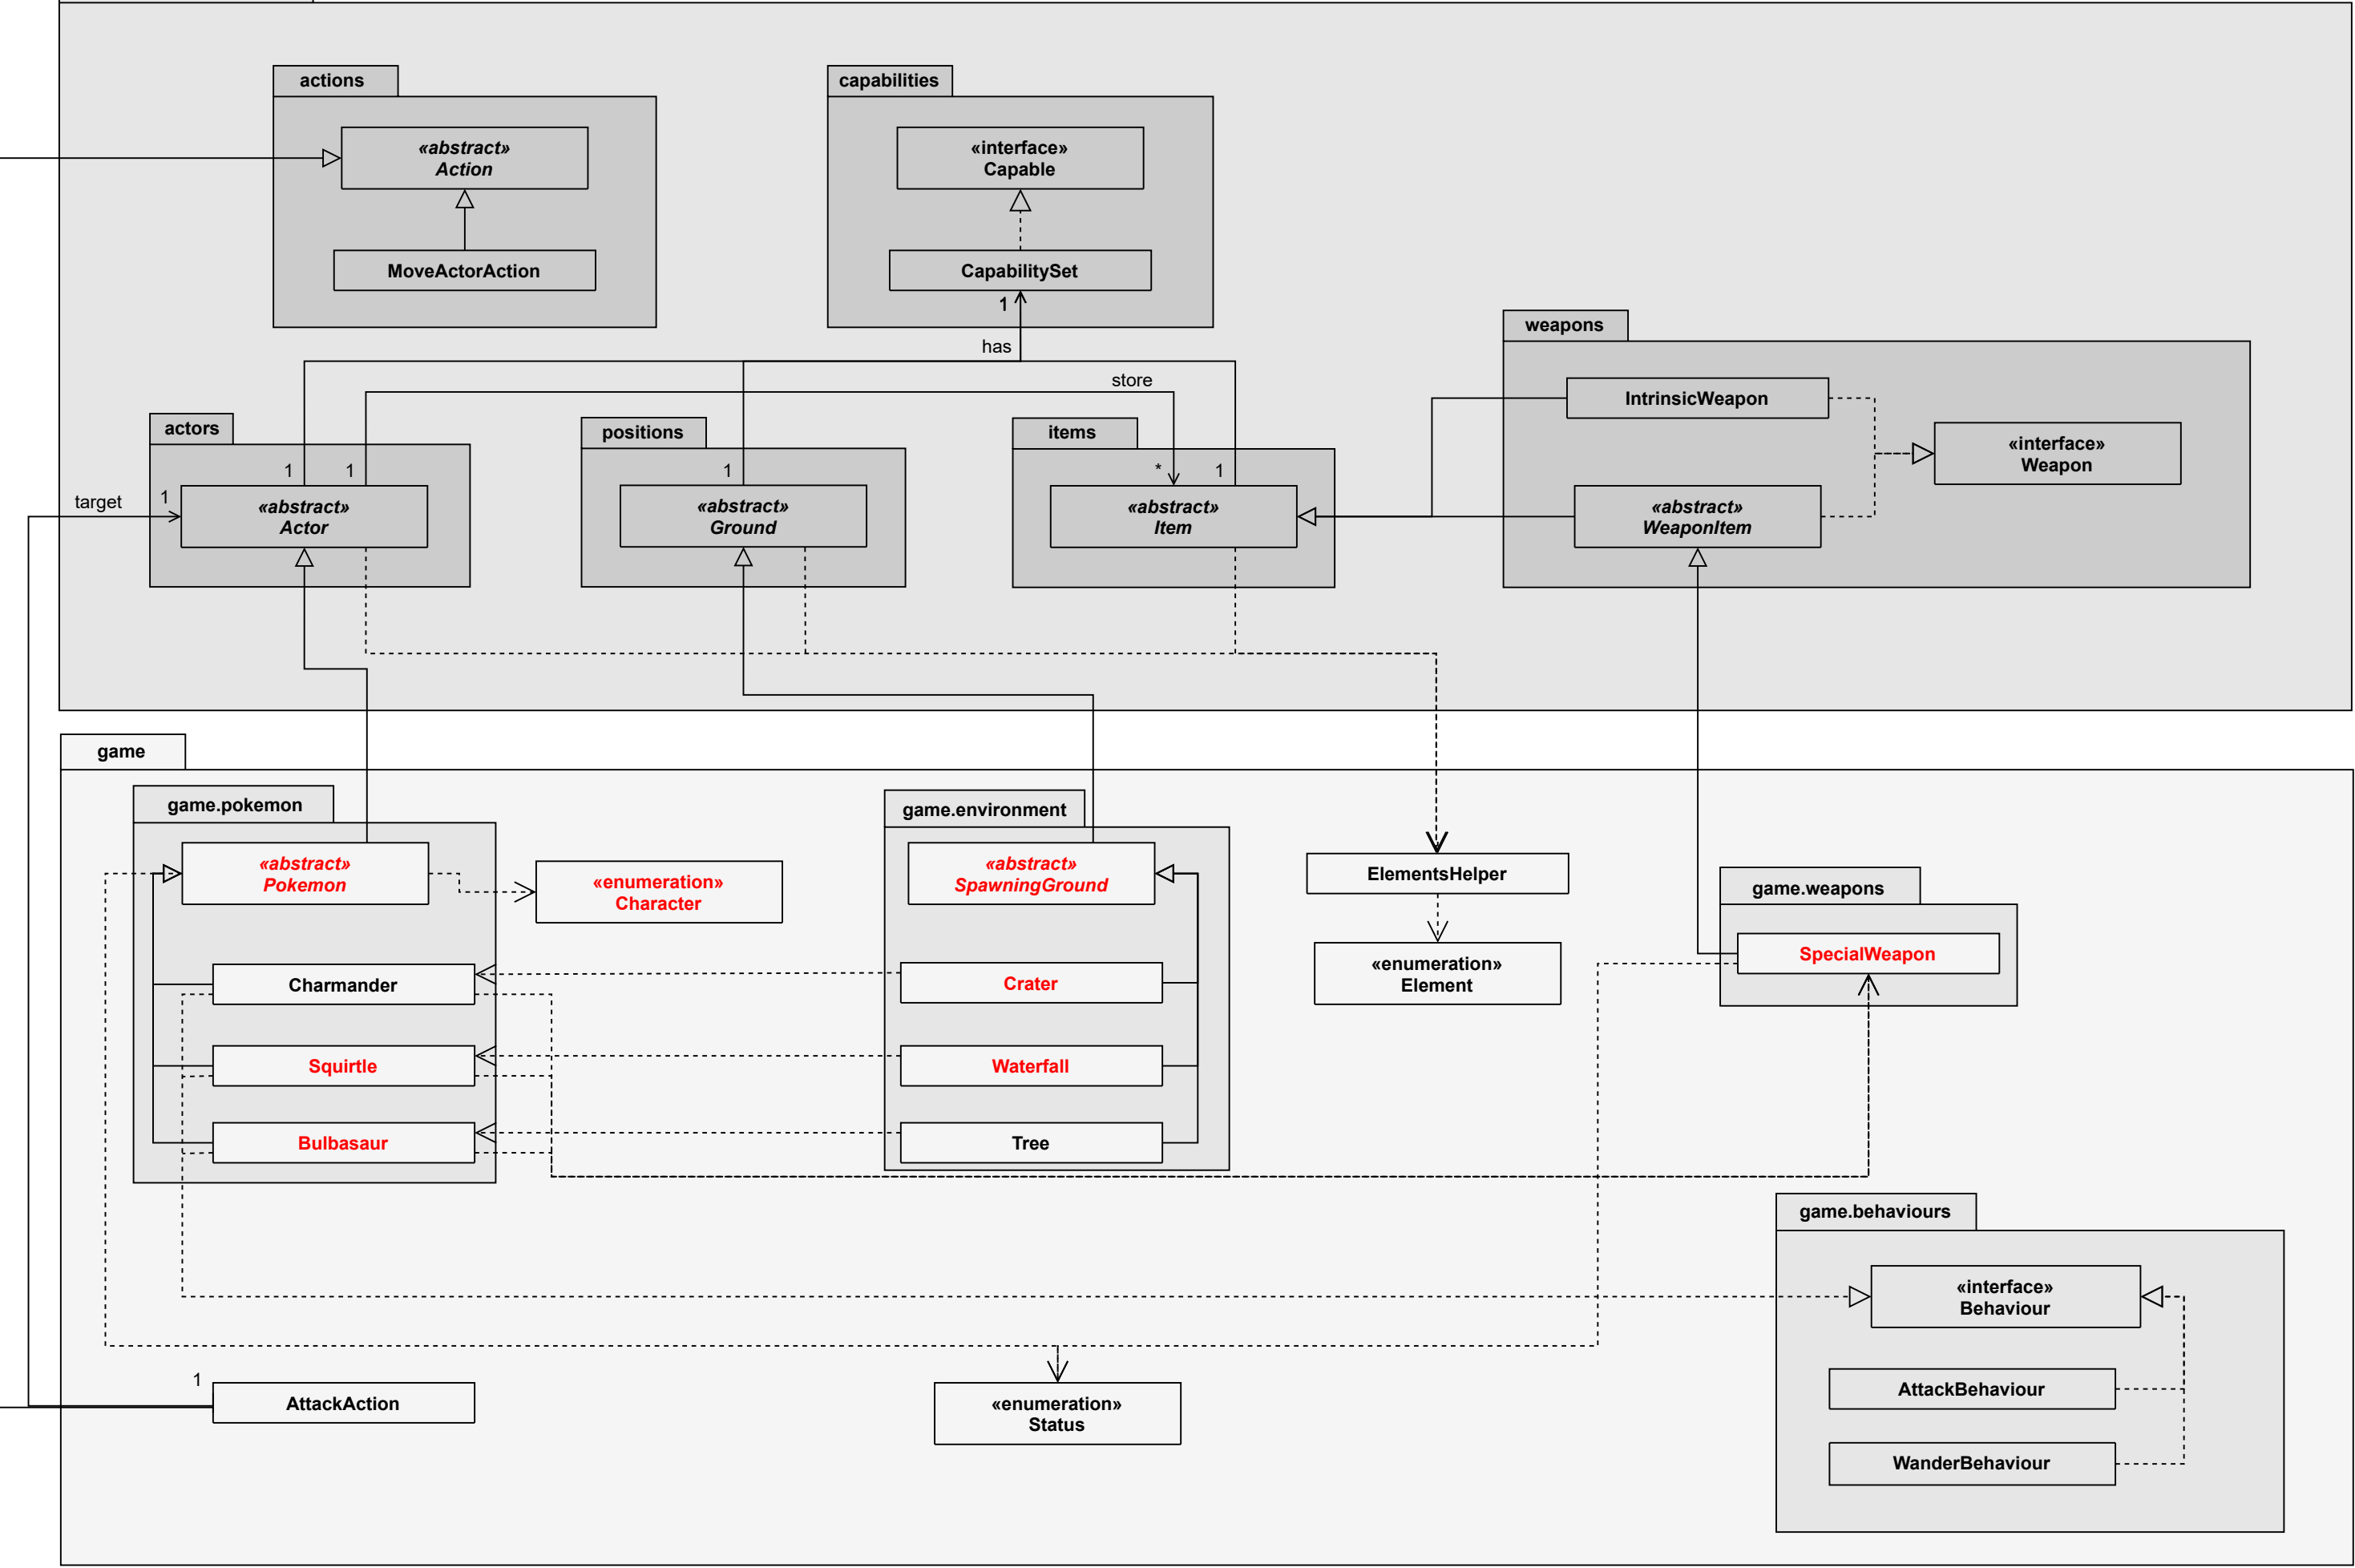 actions
«abstract»
Action
MoveActorAction
capabilities
«interface»
Capable
CapabilitySet
1
has
store
weapons
IntrinsicWeapon
«interface»
Weapon
«abstract»
WeaponItem
actors
1
1
target
1
«abstract»
Actor
positions
1
«abstract»
Ground
items
*
1
«abstract»
Item
game
game.pokemon
«abstract»
Pokemon
«enumeration»
Character
Charmander
Squirtle
Bulbasaur
game.environment
«abstract»
SpawningGround
Crater
Waterfall
Tree
ElementsHelper
«enumeration»
Element
game.weapons
SpecialWeapon
game.behaviours
«interface»
Behaviour
AttackBehaviour
WanderBehaviour
1
AttackAction
«enumeration»
Status